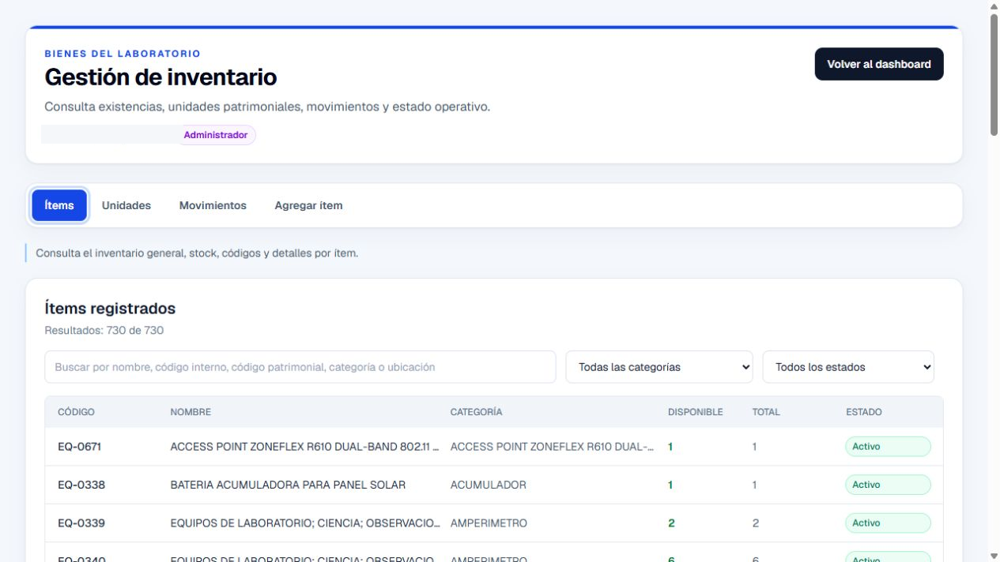 BIENES DEL LABORATORIO
Gestión de inventario
Volver al dashboard
Consulta existencias, unidades patrimoniales, movimientos y estado operativo.
Administrador
Ítems Unidades Movimientos Agregar ítem
Consulta el inventario general, stock, códigos y detalles por ítem.
Ítems registrados
Resultados: 730 de 730
Buscar por nombre, código interno, código patrimonial, categoría o ubicación Todas las categorías Todos los estados
CÓDIGO NOMBRE CATEGORÍA DISPONIBLE TOTAL ESTADO
EQ-0671 ACCESS POINT ZONEFLEX R610 DUAL-BAND 802.11 ... ACCESS POINT ZONEFLEX R610 DUAL-... 1 1 Activo
EQ-0338 BATERIA ACUMULADORA PARA PANEL SOLAR ACUMULADOR 1 1 Activo
EQ-0339 EQUIPOS DE LABORATORIO; CIENCIA; OBSERVACIO... AMPERIMETRO 2 2 Activo
EQ-0340 EQUIPOS DE LABORATORIO; CIENCIA; OBSERVACIO... AMPERIMETRO 6 6 Activo